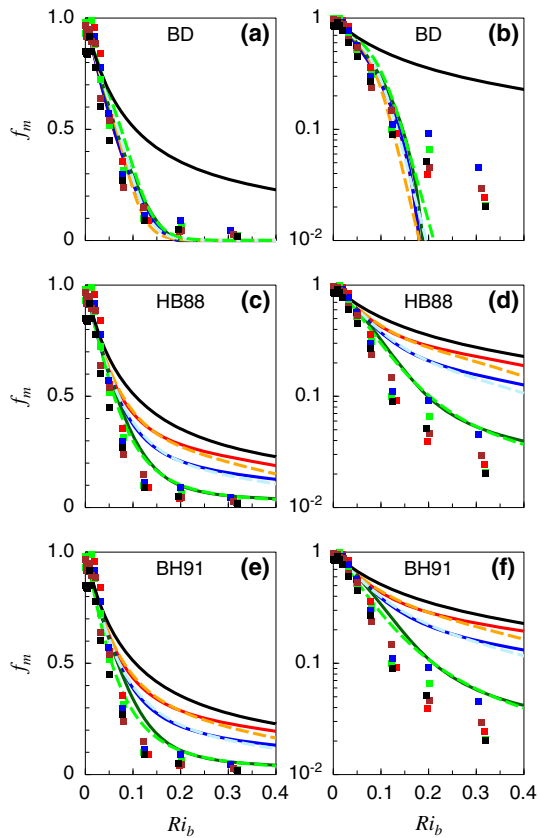 1.0 BD (a)
f_m 0.5
0
1 BD (b)
0.1
10^-2
1.0 HB88 (c)
f_m 0.5
0
1 HB88 (d)
0.1
10^-2
1.0 BH91 (e)
f_m 0.5
0
0 0.1 0.2 0.3 0.4
Ri_b
1 BH91 (f)
0.1
10^-2
0 0.1 0.2 0.3 0.4
Ri_b